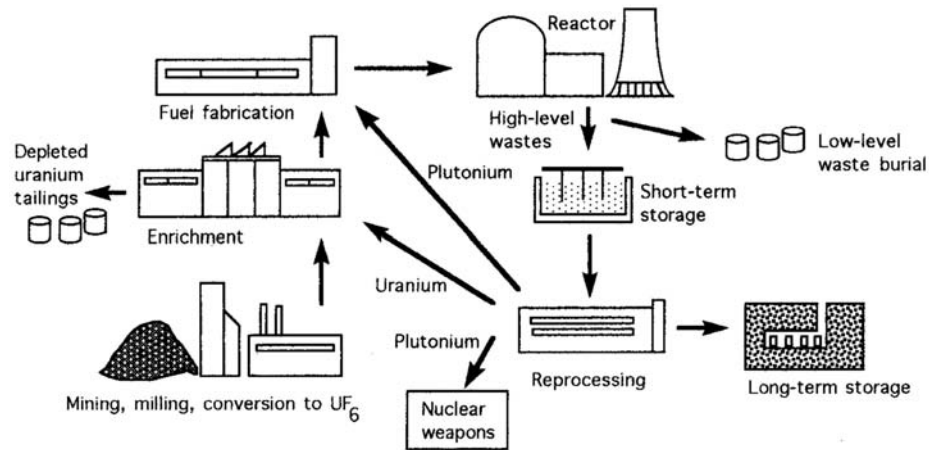 Reactor
Fuel fabrication
High-level
wastes
Low-level
waste burial
Depleted
uranium
tailings
Plutonium
Short-term
storage
Enrichment
Uranium
Plutonium
Reprocessing
Long-term storage
Mining, milling, conversion to UF6
Nuclear
weapons